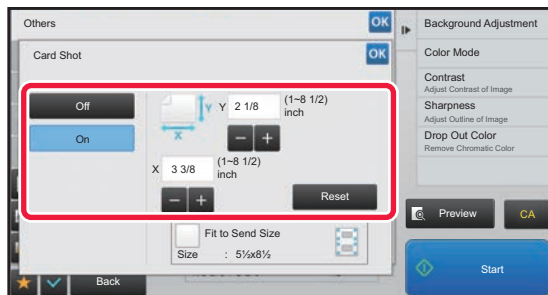 Others
OK
Card Shot
OK
Off
On
Y
Y
2 1/8
(1~8 1/2)
inch
X
X
3 3/8
(1~8 1/2)
inch
Reset
Fit to Send Size
Size : 5½x8½
Back
Background Adjustment
Color Mode
Contrast
Adjust Contrast of Image
Sharpness
Adjust Outline of Image
Drop Out Color
Remove Chromatic Color
Preview
CA
Start